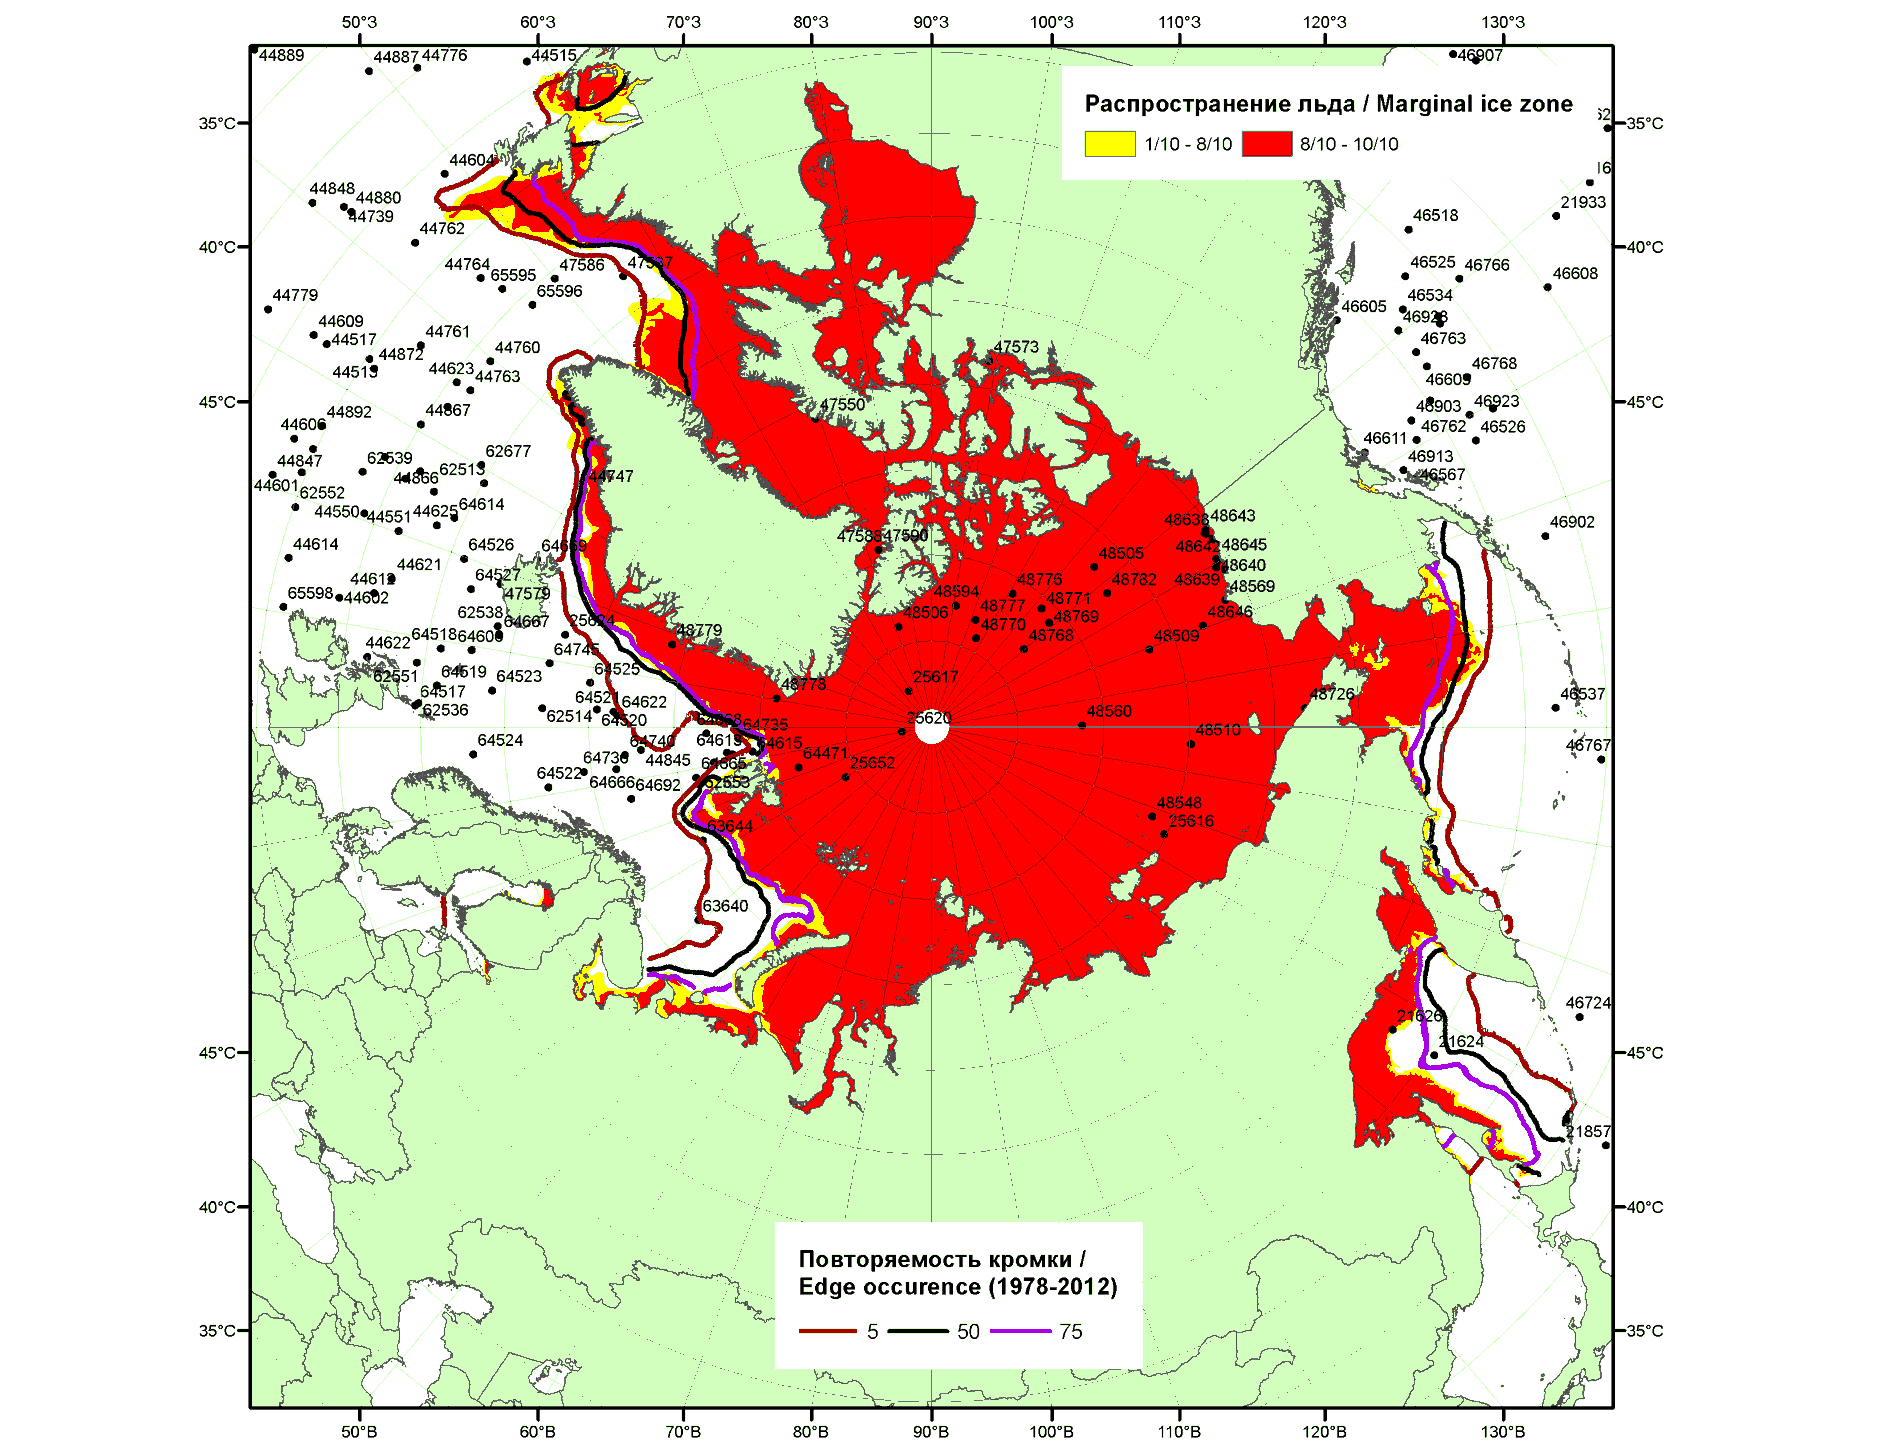 50°З 60°З 70°З 80°З 90°З 100°З 110°З 120°З 130°З
44889 44887 44776 44515 46907
Распространение льда / Marginal ice zone
1/10 - 8/10 8/10 - 10/10
35°С 35°С
44604
44848 44880 44739 46518 21933
44762
40°С 40°С
44764 65595 47586 47587 46525 46766 46608
65596
44779 46605 46534
44609 44517 44761 46928 46763
44872 44760 47573
44513 44623 44763 46768
45°С 45°С
44892 44867 47550 46903 46923
44606 46762 46526
62677 46611
44847 62539 62513 46913
44601 44866 44747 46567
62552 64614
44550 44551 44625 48638 48643 46902
44614 64526 64669 47588 47590 48505 48642 48645
44621 64527 48640
44612 48776 48782 48639 48569
65598 44602 47579 48594 48771
62538 64667 25624 48506 48777 48769 48646
44622 64518 64606 48779 48770 48768 48509
64745
62551 64519 64523 64525 25617
64517 48778 48726 46537
62536 62514 64521 64622 25620 48560
64520 64668 64735 48510
64524 64740 64619 64615 46767
64736 44845 64665 64471 25652
64522 64666 64692 62553
48548
63644 25616
63640
46724
21626
21624
45°С 45°С
21857
40°С 40°С
Повторяемость кромки /
Edge occurence (1978-2012)
5 50 75
35°С 35°С
50°В 60°В 70°В 80°В 90°В 100°В 110°В 120°В 130°В